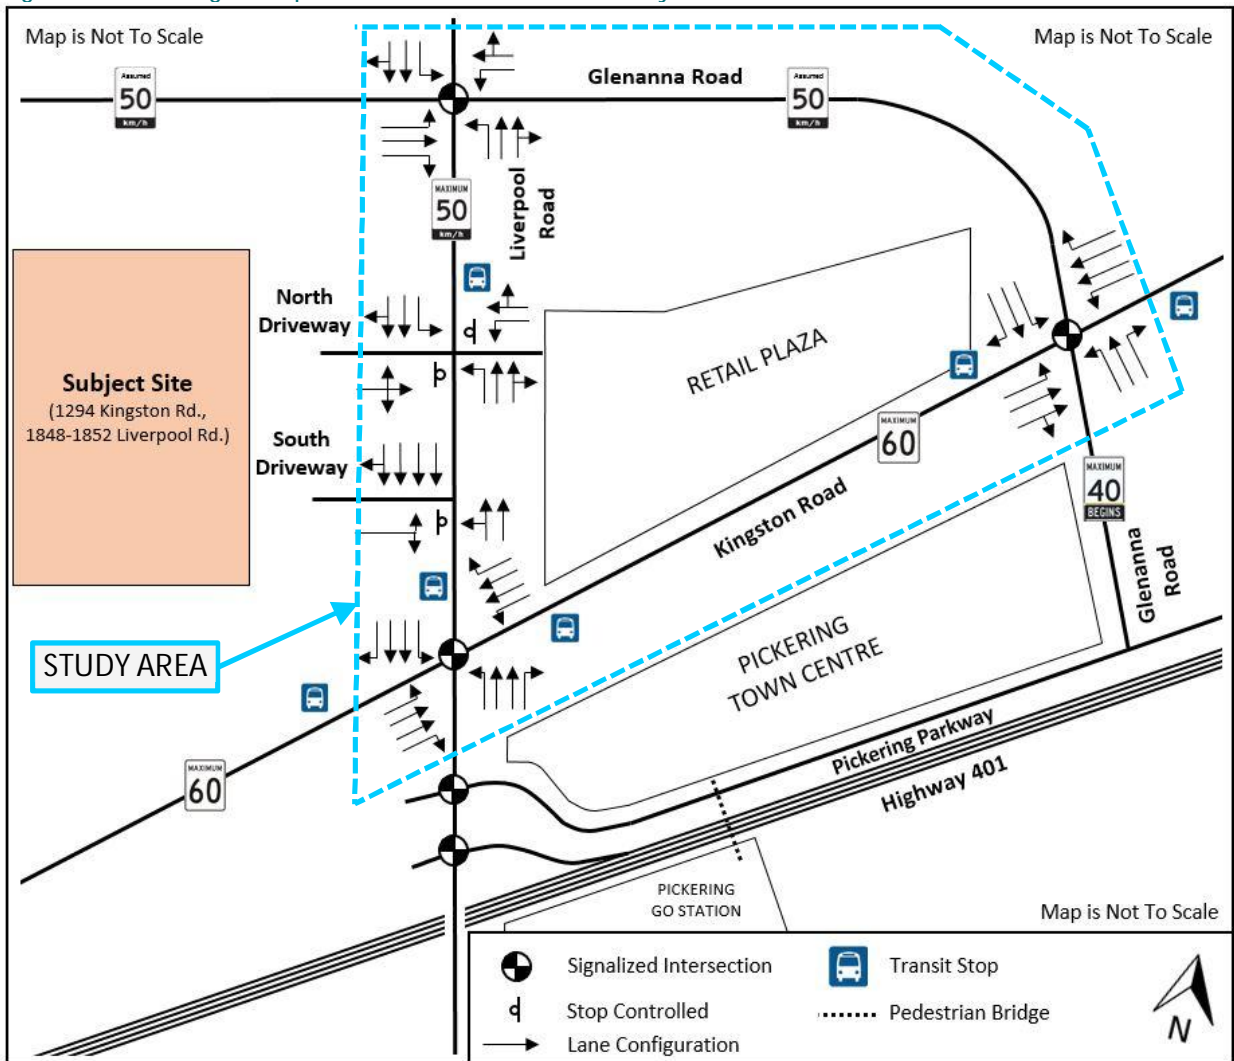 Map is Not To Scale
Map is Not To Scale
Assumed
50
km/h
Glenanna Road
Assumed
50
km/h
MAXIMUM
50
km/h
Liverpool
Road
North
Driveway
Subject Site
(1294 Kingston Rd.,
1848-1852 Liverpool Rd.)
South
Driveway
RETAIL PLAZA
MAXIMUM
60
Kingston Road
MAXIMUM
40
BEGINS
Glenanna
Road
STUDY AREA
PICKERING
TOWN CENTRE
MAXIMUM
60
Pickering Parkway
Highway 401
PICKERING
GO STATION
Map is Not To Scale
Signalized Intersection
Transit Stop
Stop Controlled
Pedestrian Bridge
Lane Configuration
N